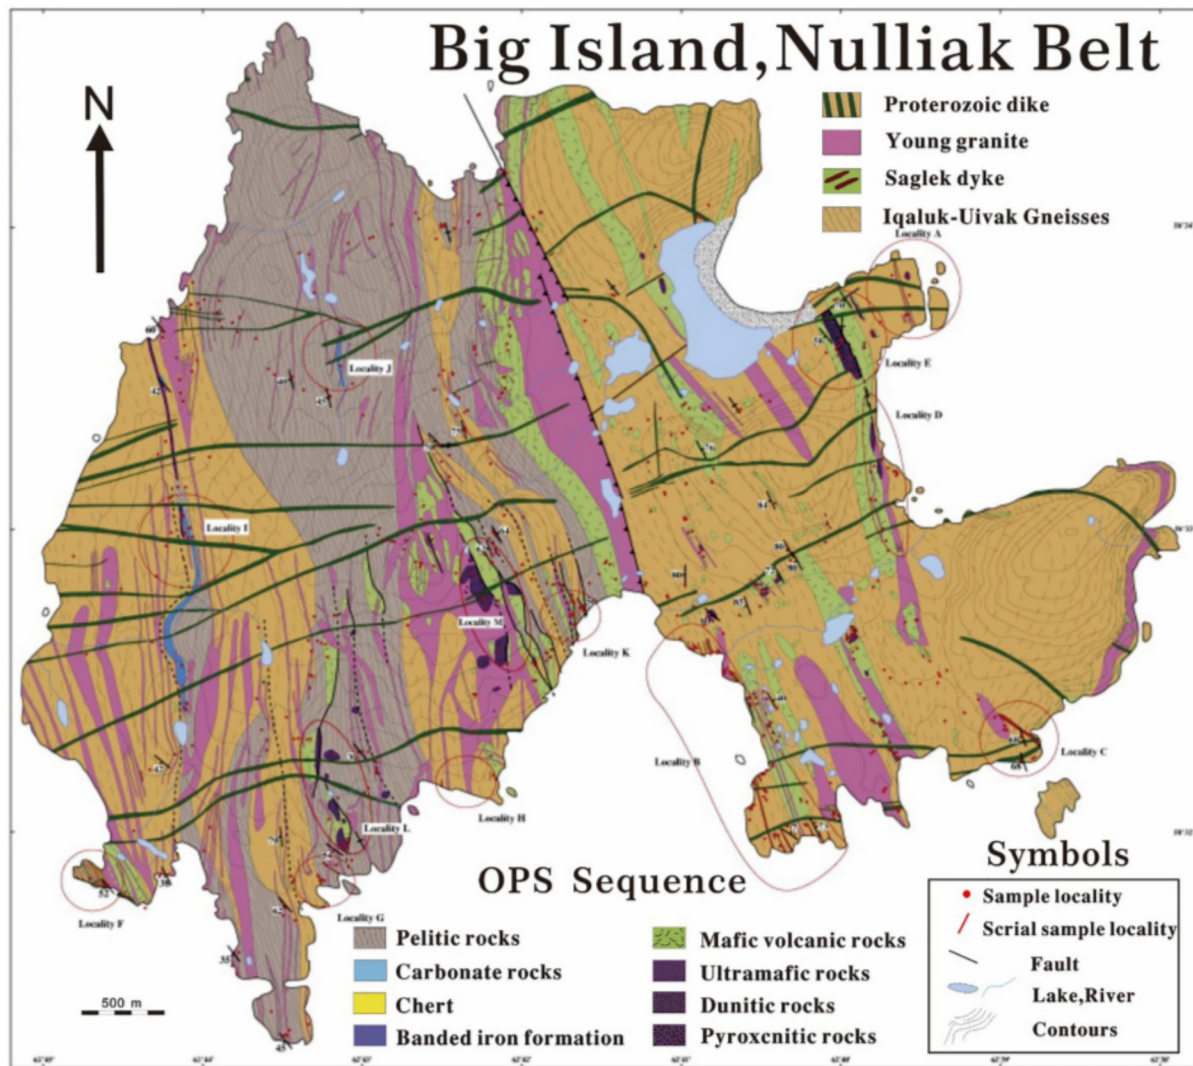 Big Island,Nulliak Belt
N
Proterozoic dike
Young granite
Saglek dyke
Iqaluk-Uivak Gneisses
Locality A
Locality E
Locality J
Locality D
Locality I
Locality M
Locality K
Locality B
Locality C
Locality H
Locality L
Locality F
Locality G
OPS Sequence
Pelitic rocks
Carbonate rocks
Chert
Banded iron formation
Mafic volcanic rocks
Ultramafic rocks
Dunitic rocks
Pyroxcnitic rocks
Symbols
Sample locality
Scrial sample locality
Fault
Lake,River
Contours
500 m